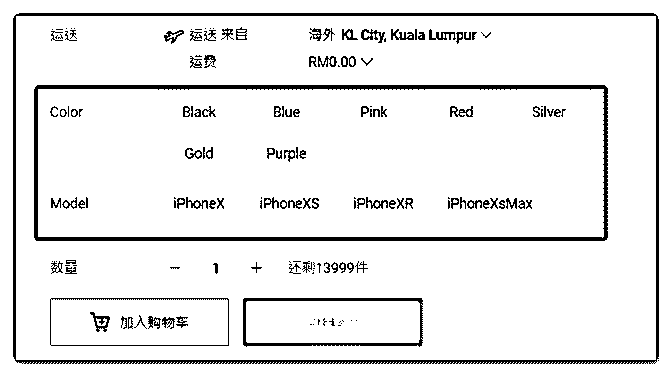 运送 运送 来自 海外 KL City, Kuala Lumpur
运费 RM0.00
Color Black Blue Pink Red Silver
Gold Purple
Model iPhoneX iPhoneXS iPhoneXR iPhoneXsMax
数量 － 1 ＋ 还剩13999件
加入购物车